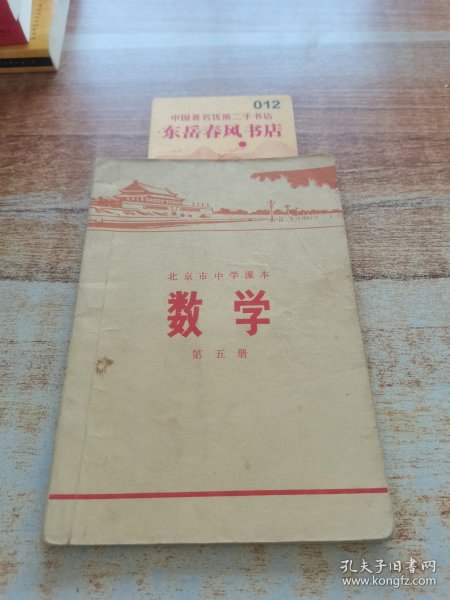 012
中国著名优质二手书店
东岳春风书店
北京市中学课本
数学
第五册
孔夫子旧书网
www.kongfz.com